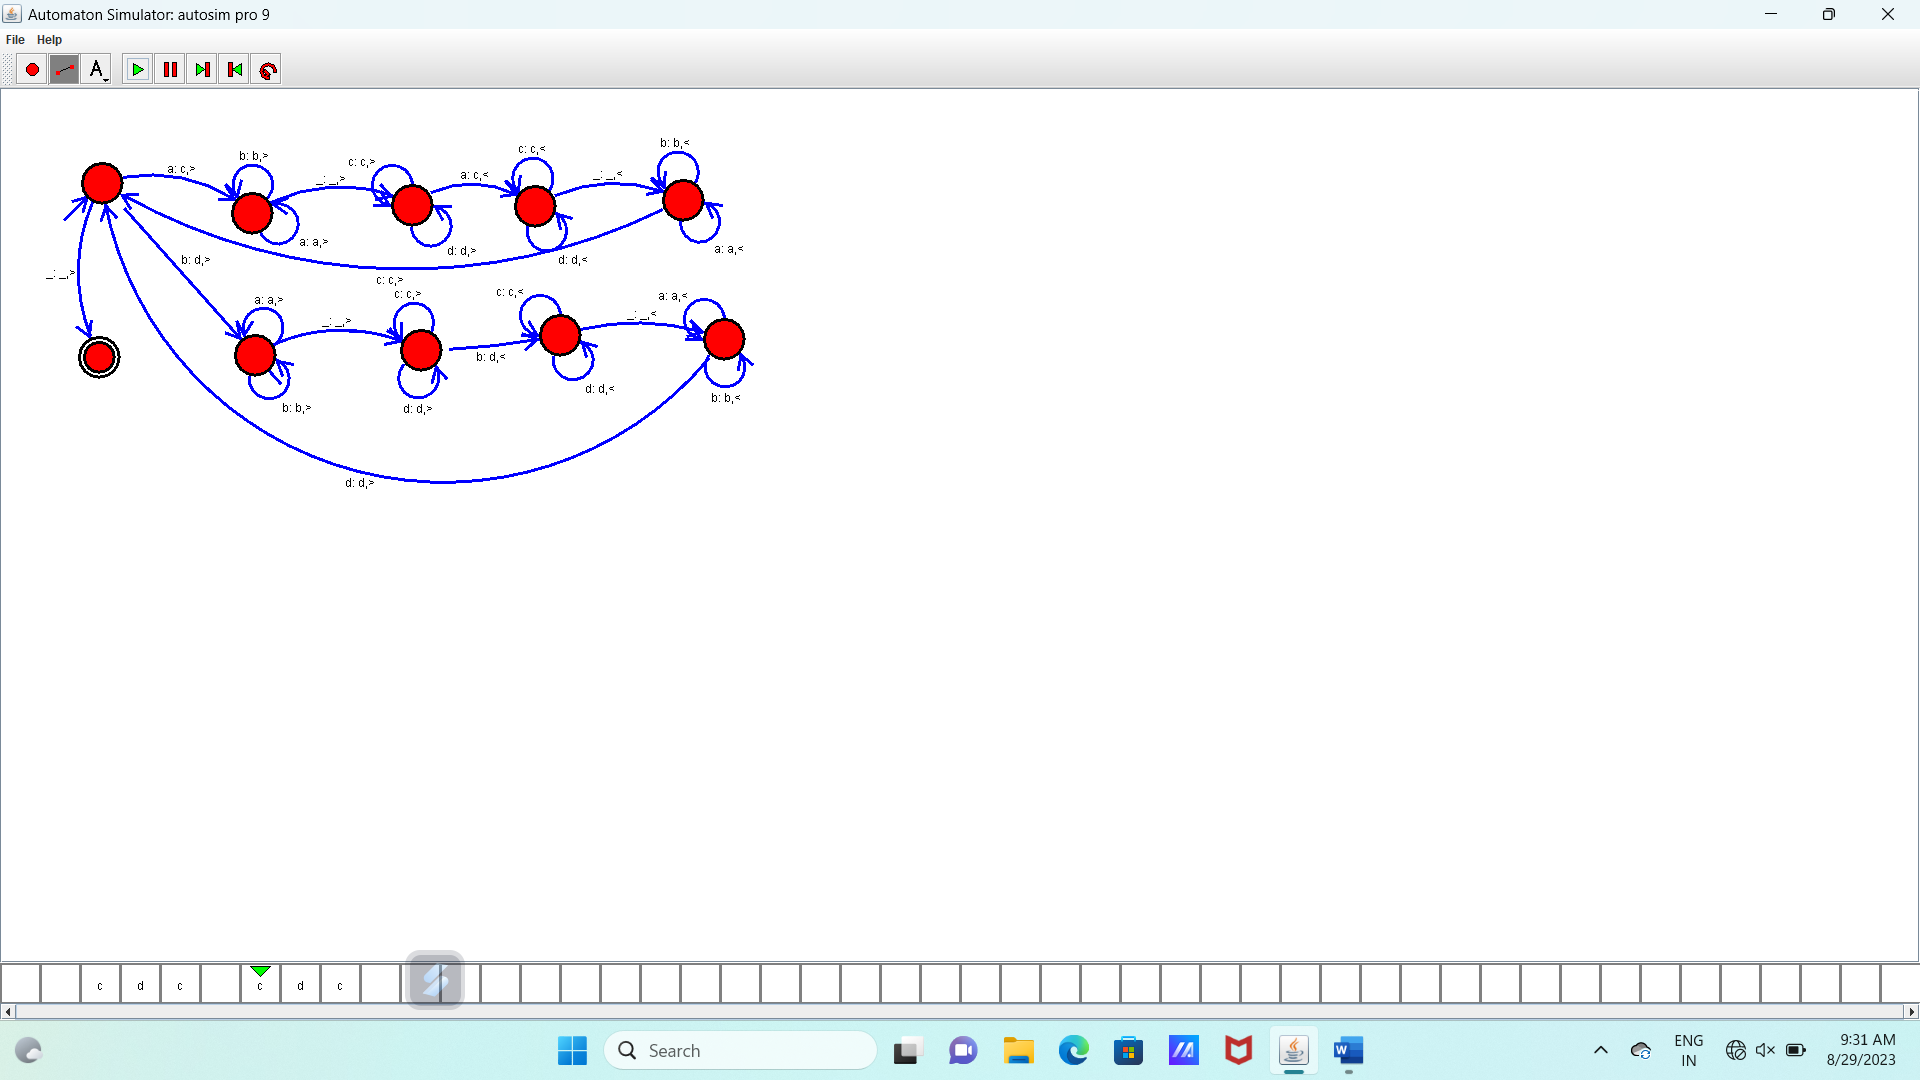 Automaton Simulator: autosim pro 9
File Help
A
b: b,<
c: c,<
b: b,>
c: c,>
a: c,>
_: _,>
a: c,<
_: _,<
a: a,>
d: d,>
d: d,<
a: a,<
b: d,>
_: _,>
c: c,>
c: c,>
c: c,<
a: a,<
a: a,>
_: _,>
_: _,<
b: d,<
d: d,<
b: b,<
b: b,>
d: d,>
d: d,>
c d c c d c
Search
ENG
IN
9:31 AM
8/29/2023